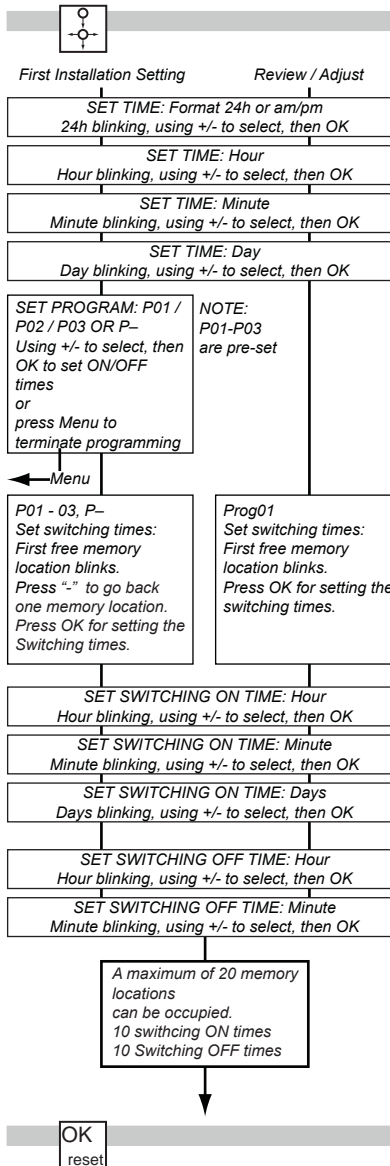 First Installation Setting
Review / Adjust
SET TIME: Format 24h or am/pm
24h blinking, using +/- to select, then OK
SET TIME: Hour
Hour blinking, using +/- to select, then OK
SET TIME: Minute
Minute blinking, using +/- to select, then OK
SET TIME: Day
Day blinking, using +/- to select, then OK
SET PROGRAM: P01 /
P02 / P03 OR P–
Using +/- to select, then
OK to set ON/OFF
times
or
press Menu to
terminate programming
NOTE:
P01-P03
are pre-set
Menu
P01 - 03, P–
Set switching times:
First free memory
location blinks.
Press “-” to go back
one memory location.
Press OK for setting the
Switching times.
Prog01
Set switching times:
First free memory
location blinks.
Press OK for setting the
switching times.
SET SWITCHING ON TIME: Hour
Hour blinking, using +/- to select, then OK
SET SWITCHING ON TIME: Minute
Minute blinking, using +/- to select, then OK
SET SWITCHING ON TIME: Days
Days blinking, using +/- to select, then OK
SET SWITCHING OFF TIME: Hour
Hour blinking, using +/- to select, then OK
SET SWITCHING OFF TIME: Minute
Minute blinking, using +/- to select, then OK
A maximum of 20 memory
locations
can be occupied.
10 swithcing ON times
10 Switching OFF times
OK
reset